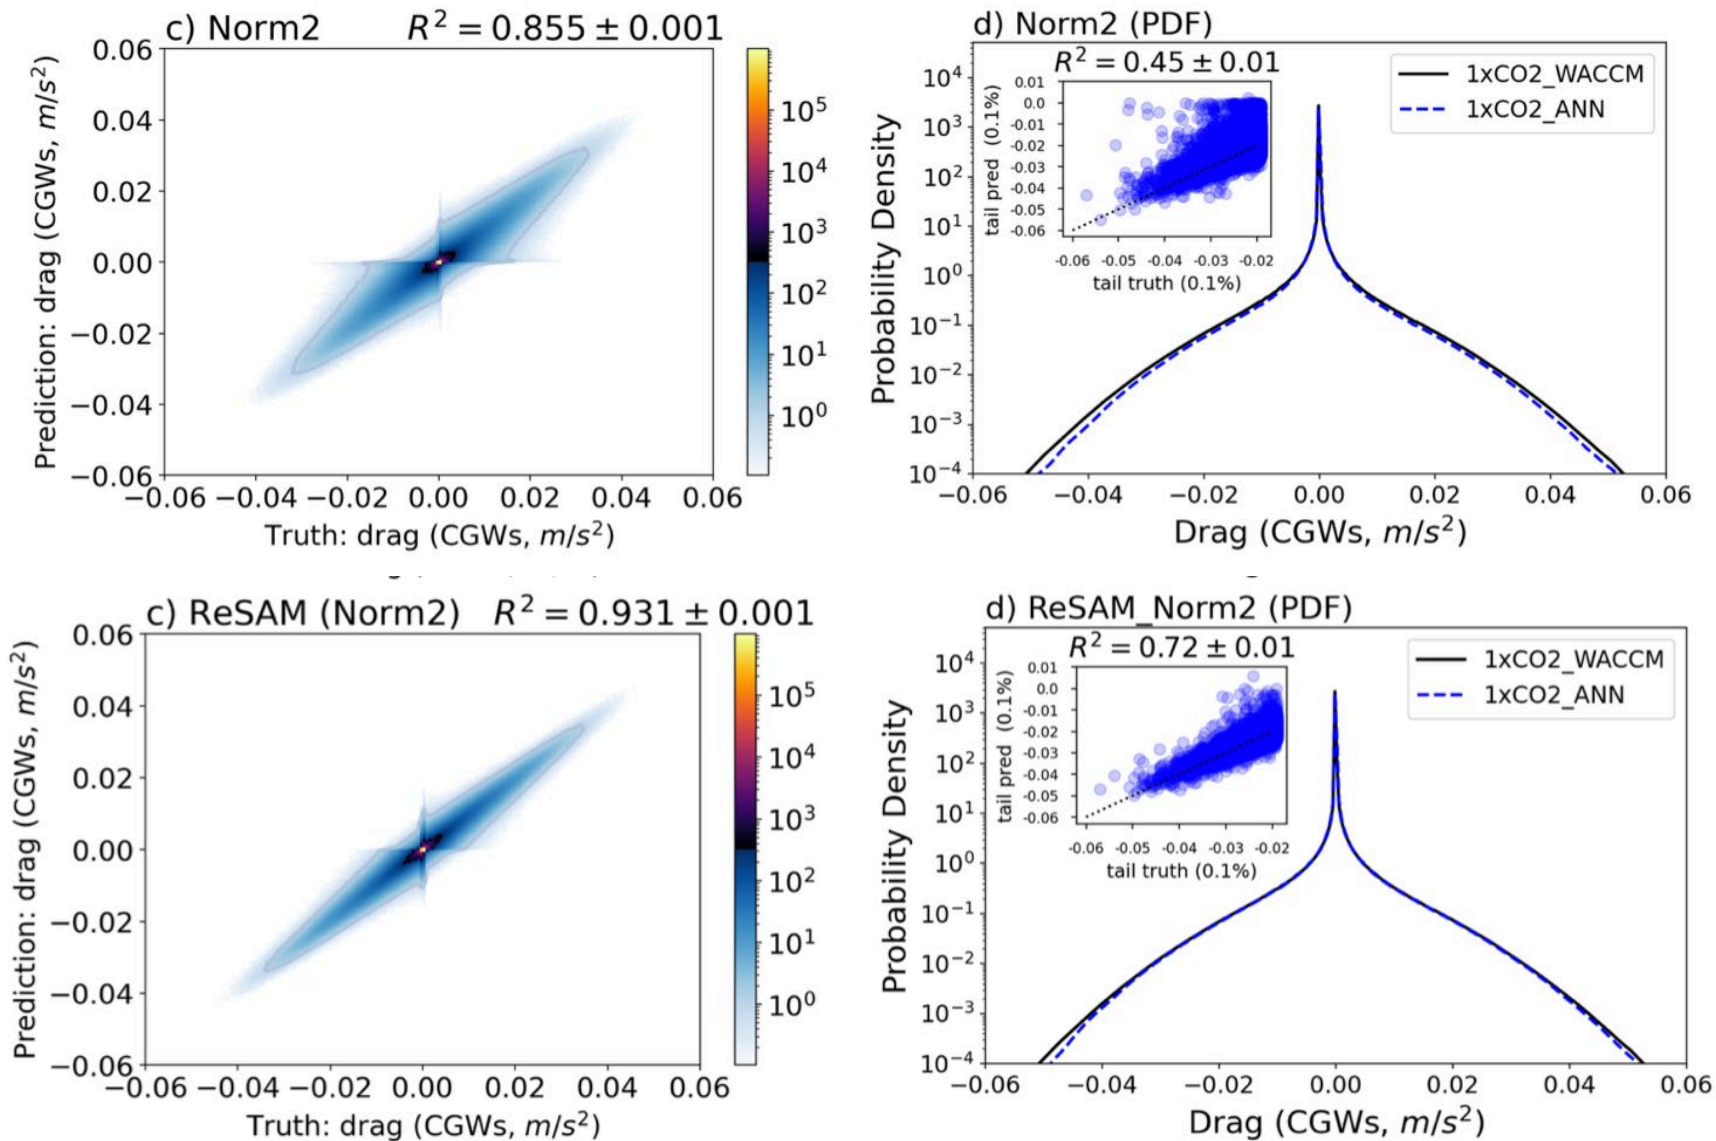 c) Norm2 R² = 0.855 ± 0.001
0.06
0.04
0.02
0.00
−0.02
−0.04
−0.06
Prediction: drag (CGWs, m/s²)
−0.06 −0.04 −0.02 0.00 0.02 0.04 0.06
Truth: drag (CGWs, m/s²)
10⁵
10⁴
10³
10²
10¹
10⁰
d) Norm2 (PDF)
R² = 0.45 ± 0.01
1xCO2_WACCM
1xCO2_ANN
10⁴
10³
10²
10¹
10⁰
10⁻¹
10⁻²
10⁻³
10⁻⁴
Probability Density
0.01
0.0
-0.01
-0.02
-0.03
-0.04
-0.05
-0.06
tail pred (0.1%)
-0.06 -0.05 -0.04 -0.03 -0.02
tail truth (0.1%)
−0.06 −0.04 −0.02 0.00 0.02 0.04 0.06
Drag (CGWs, m/s²)
c) ReSAM (Norm2) R² = 0.931 ± 0.001
0.06
0.04
0.02
0.00
−0.02
−0.04
−0.06
Prediction: drag (CGWs, m/s²)
−0.06 −0.04 −0.02 0.00 0.02 0.04 0.06
Truth: drag (CGWs, m/s²)
10⁵
10⁴
10³
10²
10¹
10⁰
d) ReSAM_Norm2 (PDF)
R² = 0.72 ± 0.01
1xCO2_WACCM
1xCO2_ANN
10⁴
10³
10²
10¹
10⁰
10⁻¹
10⁻²
10⁻³
10⁻⁴
Probability Density
0.01
0.0
-0.01
-0.02
-0.03
-0.04
-0.05
-0.06
tail pred (0.1%)
-0.06 -0.05 -0.04 -0.03 -0.02
tail truth (0.1%)
−0.06 −0.04 −0.02 0.00 0.02 0.04 0.06
Drag (CGWs, m/s²)